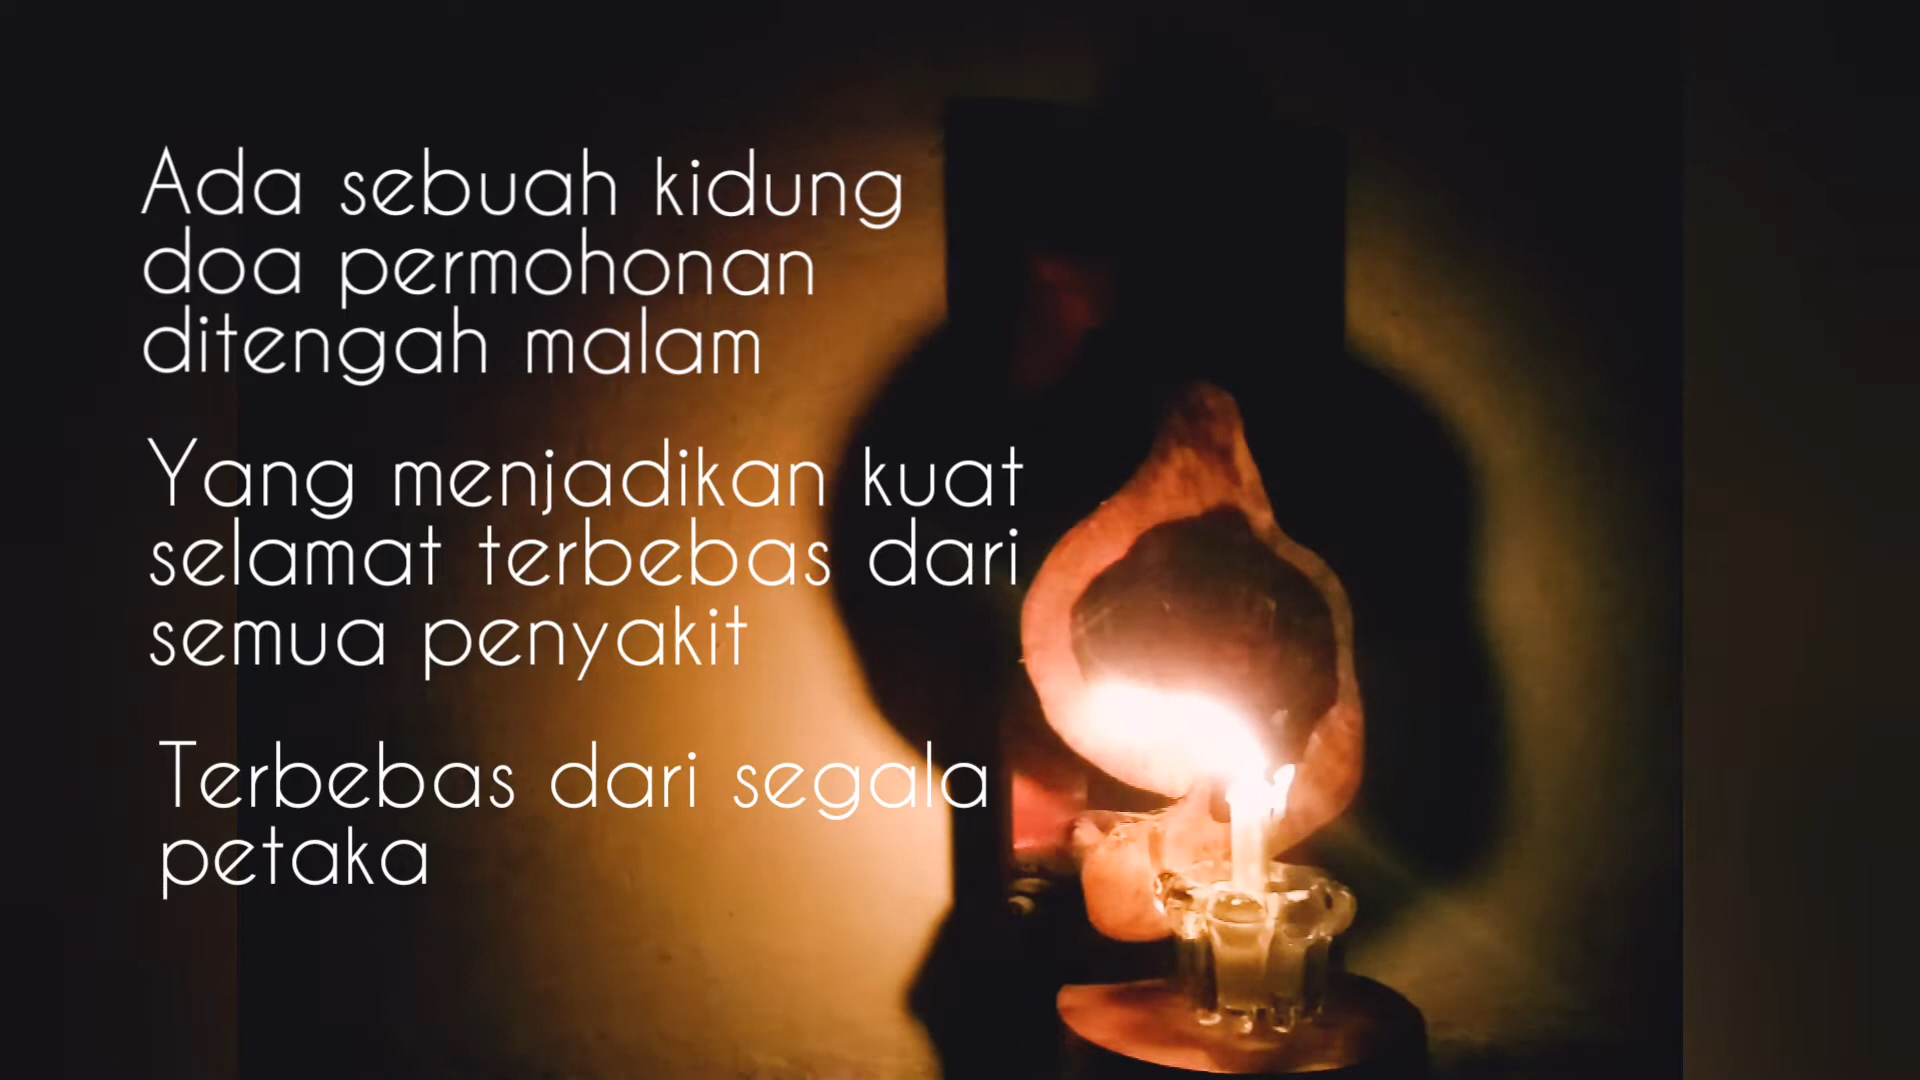 Ada sebuah kidung
doa permohonan
ditengah malam
Yang menjadikan kuat
selamat terbebas dari
semua penyakit
Terbebas dari segala
petaka